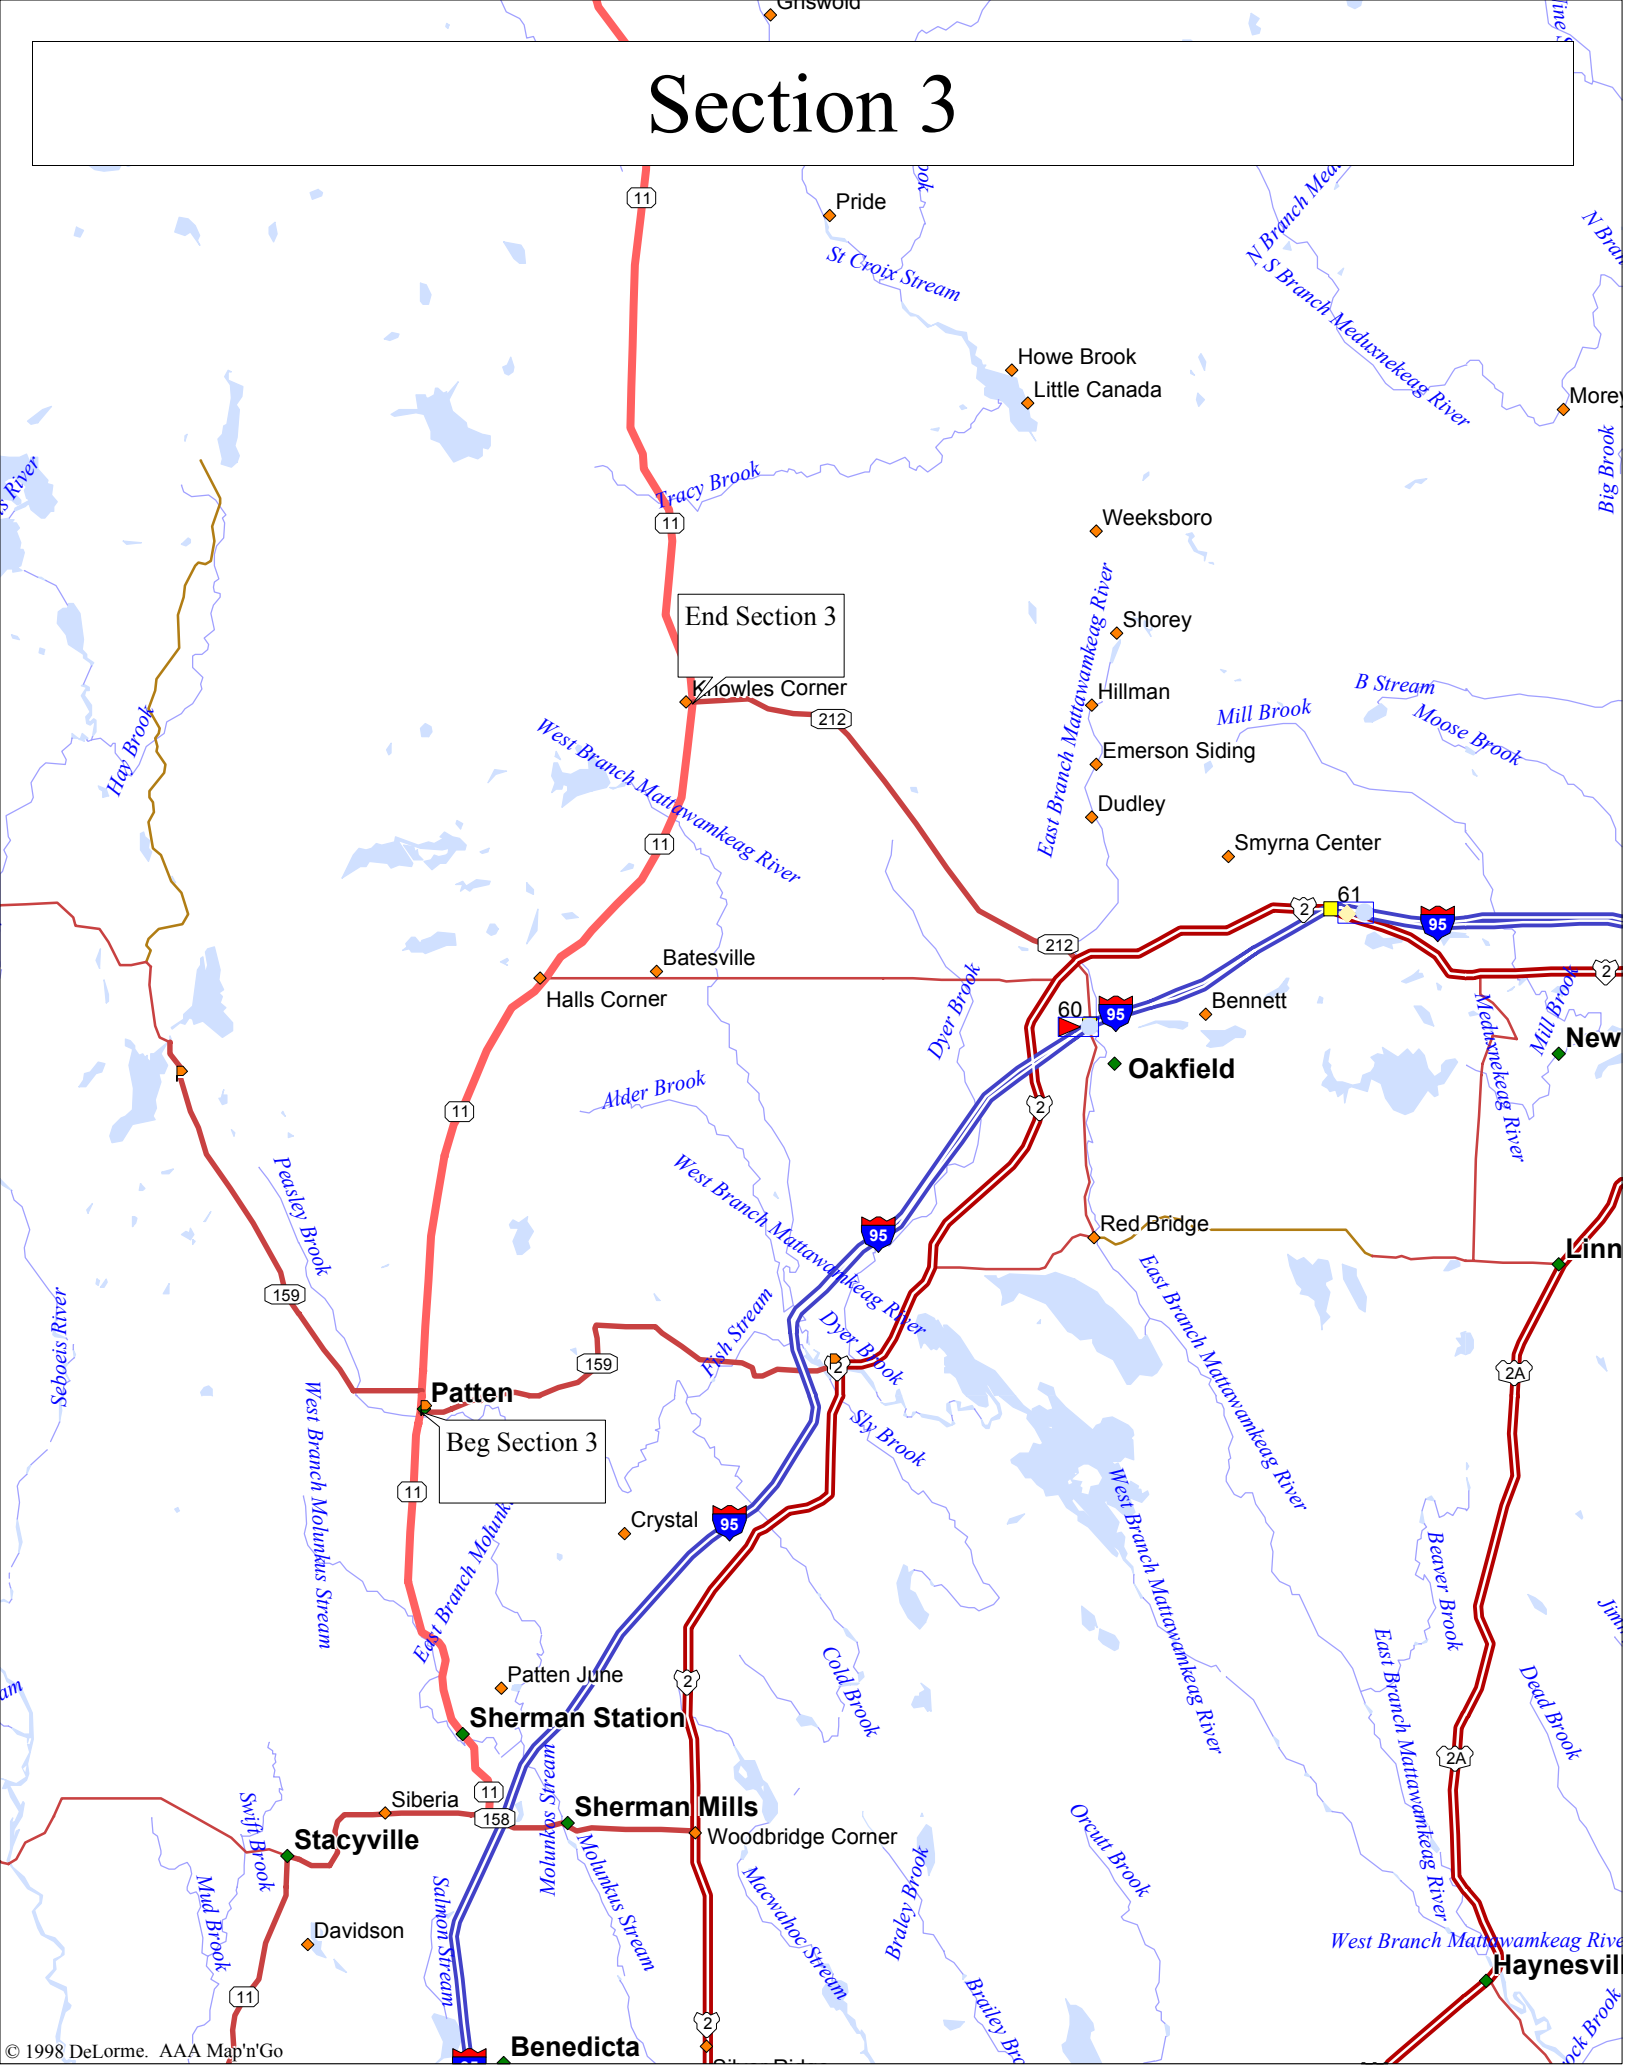 Griswold
Section 3
11
Pride
St Croix Stream
N Branch
S Branch Meduxnekeag River
Howe Brook
Little Canada
Big Brook
Tracy Brook
11
Weeksboro
East Branch Mattawamkeag River
Shorey
End Section 3
Knowles Corner
212
Hillman
B Stream
Mill Brook
Moose Brook
Hay Brook
West Branch Mattawamkeag River
Emerson Siding
Dudley
11
Smyrna Center
61
2
95
212
2
Batesville
Halls Corner
Dyer Brook
60
95
Bennett
Meduxnekeag River
Mill Brook
New
Oakfield
Alder Brook
11
2
Peasley Brook
West Branch Mattawamkeag River
95
Red Bridge
Linn
East Branch Mattawamkeag River
159
Seboeis River
Fish Stream
Dyer Brook
159
2
2A
Patten
Beg Section 3
Sly Brook
West Branch Molunkus Stream
11
East Branch
Crystal
95
West Branch Mattawamkeag River
Beaver Brook
East Branch Mattawamkeag River
Cold Brook
Dead Brook
Patten June
2
Sherman Station
2A
Molunkos Stream
11
Siberia
158
Sherman Mills
Woodbridge Corner
Swift Brook
Stacyville
Orcutt Brook
Molunkus Stream
Macwahoc Stream
Braley Brook
Mud Brook
Salmon Stream
Davidson
West Branch Mattawamkeag
Haynesvil
11
Brailey
2
© 1998 DeLorme. AAA Map'n'Go
Benedicta